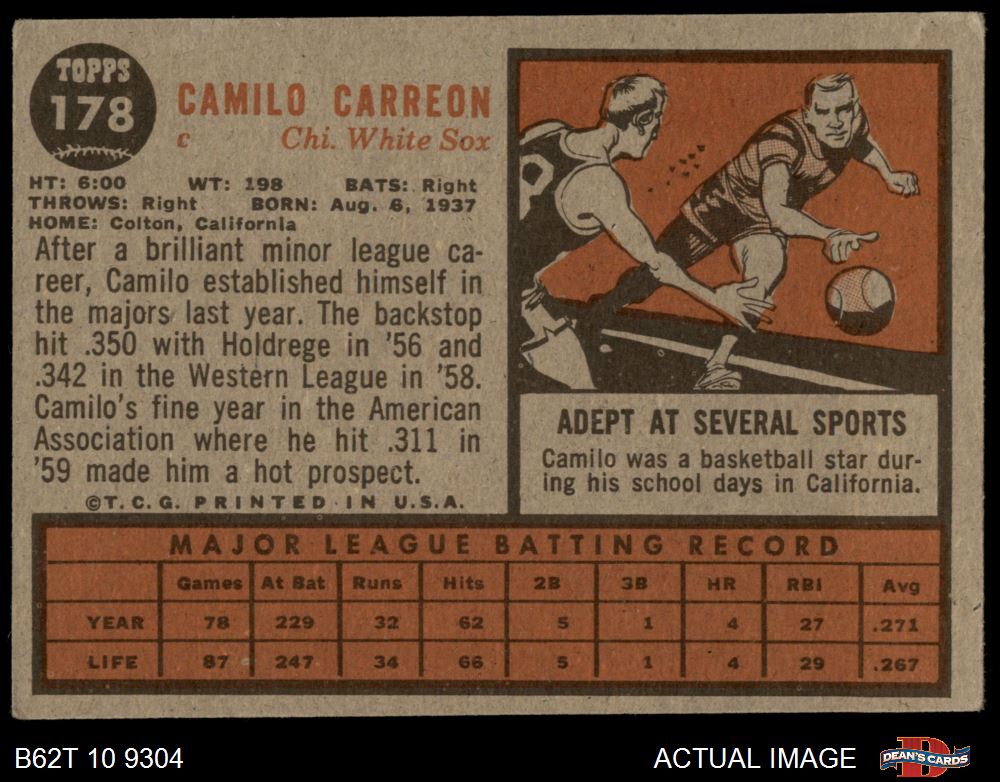 TOPPS
178
CAMILO CARREON
c Chi. White Sox
HT: 6:00 WT: 198 BATS: Right
THROWS: Right BORN: Aug. 6, 1937
HOME: Colton, California
After a brilliant minor league ca-
reer, Camilo established himself in
the majors last year. The backstop
hit .350 with Holdrege in '56 and
.342 in the Western League in '58.
Camilo's fine year in the American
Association where he hit .311 in
'59 made him a hot prospect.
©T.C.G. PRINTED IN U.S.A.
ADEPT AT SEVERAL SPORTS
Camilo was a basketball star dur-
ing his school days in California.
MAJOR LEAGUE BATTING RECORD
Games At Bat Runs Hits 2B 3B HR RBI Avg
YEAR 78 229 32 62 5 1 4 27 .271
LIFE 87 247 34 66 5 1 4 29 .267
B62T 10 9304 ACTUAL IMAGE DEAN'S CARDS